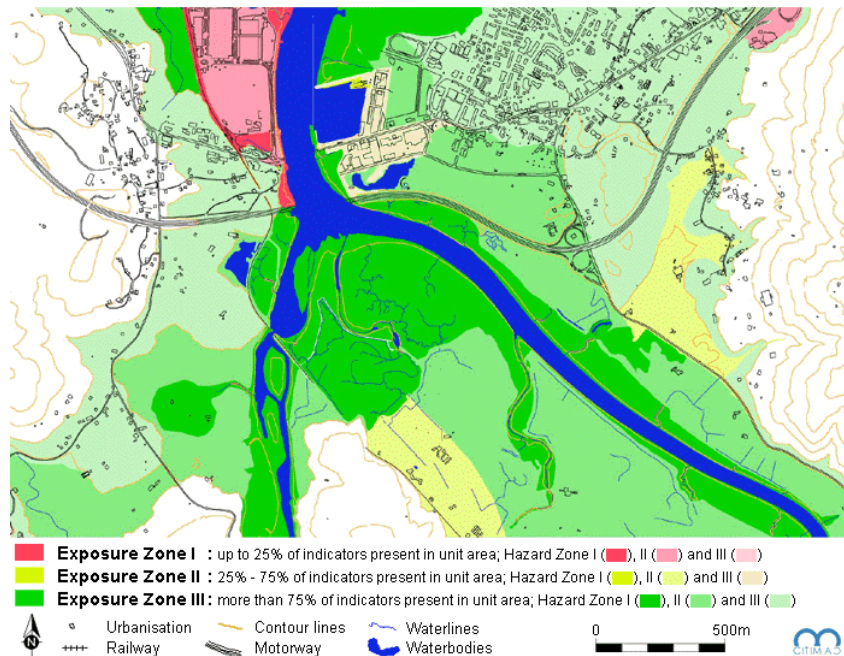 Exposure Zone I : up to 25% of indicators present in unit area; Hazard Zone I ( ), II ( ) and III ( )
Exposure Zone II : 25% - 75% of indicators present in unit area; Hazard Zone I ( ), II ( ) and III ( )
Exposure Zone III : more than 75% of indicators present in unit area; Hazard Zone I ( ), II ( ) and III ( )
N Urbanisation Contour lines Waterlines 0 500m
Railway Motorway Waterbodies CITIMAC